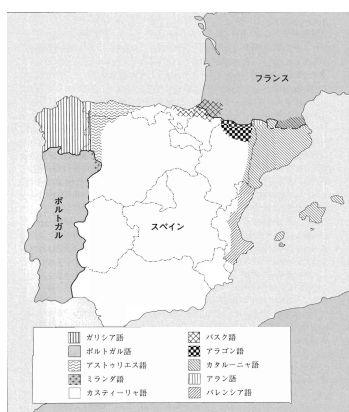 フランス
ポルトガル
スペイン
ガリシア語
ポルトガル語
アストゥリエス語
ミランダ語
カスティーリャ語
バスク語
アラゴン語
カタルーニャ語
アラン語
バレンシア語